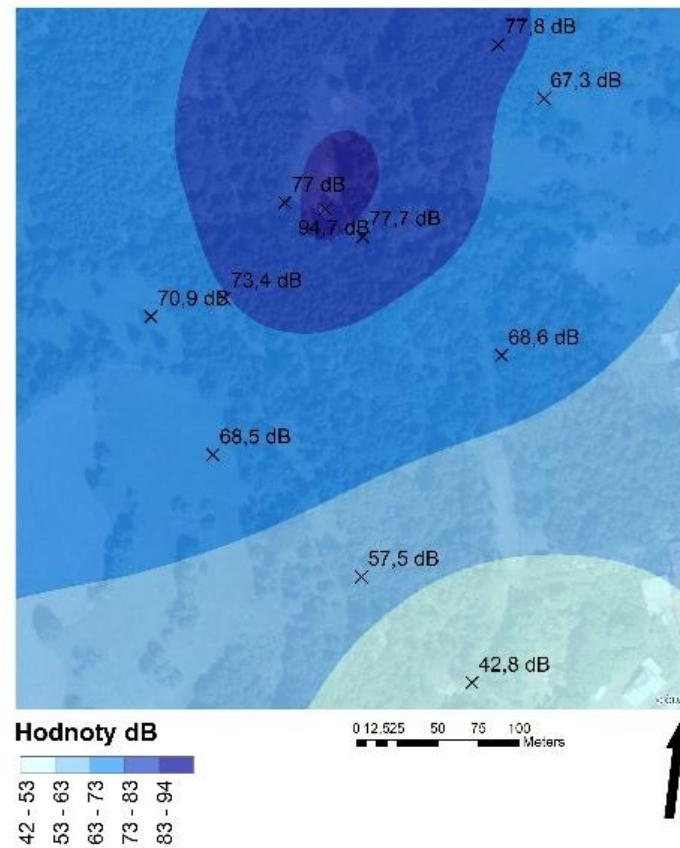 77,8 dB
67,3 dB
77 dB
77,7 dB
94,7 dB
73,4 dB
70,9 dB
68,6 dB
68,5 dB
57,5 dB
42,8 dB
Hodnoty dB
0 12,525 50 75 100
Meters
42 - 53
53 - 63
63 - 73
73 - 83
83 - 94